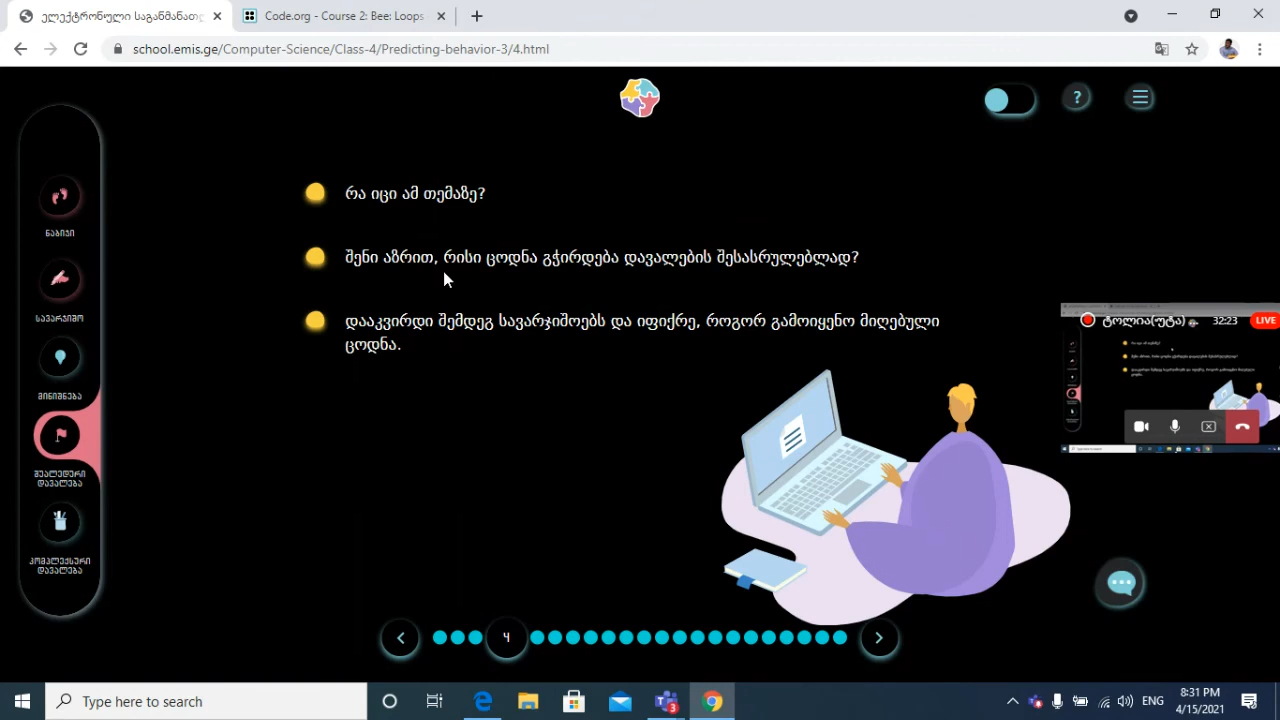 ელექტრონული საგანმანათ
Code.org - Course 2: Bee: Loops
school.emis.ge/Computer-Science/Class-4/Predicting-behavior-3/4.html
?
რა იცი ამ თემაზე?
ნაბიჯი
შენი აზრით, რისი ცოდნა გჭირდება დავალების შესასრულებლად?
სავარჯიშო
დააკვირდი შემდეგ სავარჯიშოებს და იფიქრე, როგორ გამოიყენო მიღებული
ცოდნა.
32:23
LIVE
მინიშნება
შუალედური
დავალება
კომპლექსური
დავალება
4
Type here to search
3
ENG
8:31 PM
4/15/2021